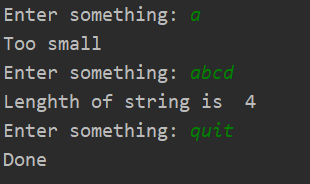 Enter something: a
Too small
Enter something: abcd
Lenghth of string is  4
Enter something: quit
Done